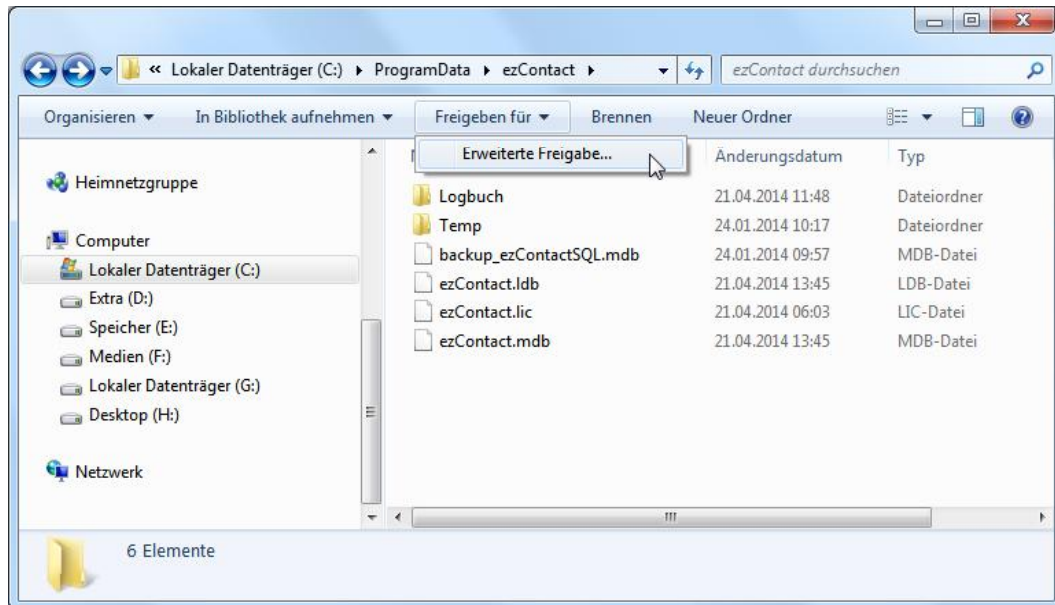 « Lokaler Datenträger (C:) ▸ ProgramData ▸ ezContact ▸
ezContact durchsuchen
Organisieren ▾ In Bibliothek aufnehmen ▾ Freigeben für ▾ Brennen Neuer Ordner
Erweiterte Freigabe...
Änderungsdatum Typ
Heimnetzgruppe
Computer
Lokaler Datenträger (C:)
Extra (D:)
Speicher (E:)
Medien (F:)
Lokaler Datenträger (G:)
Desktop (H:)
Netzwerk
Logbuch 21.04.2014 11:48 Dateiordner
Temp 24.01.2014 10:17 Dateiordner
backup_ezContactSQL.mdb 24.01.2014 09:57 MDB-Datei
ezContact.ldb 21.04.2014 13:45 LDB-Datei
ezContact.lic 21.04.2014 06:03 LIC-Datei
ezContact.mdb 21.04.2014 13:45 MDB-Datei
6 Elemente